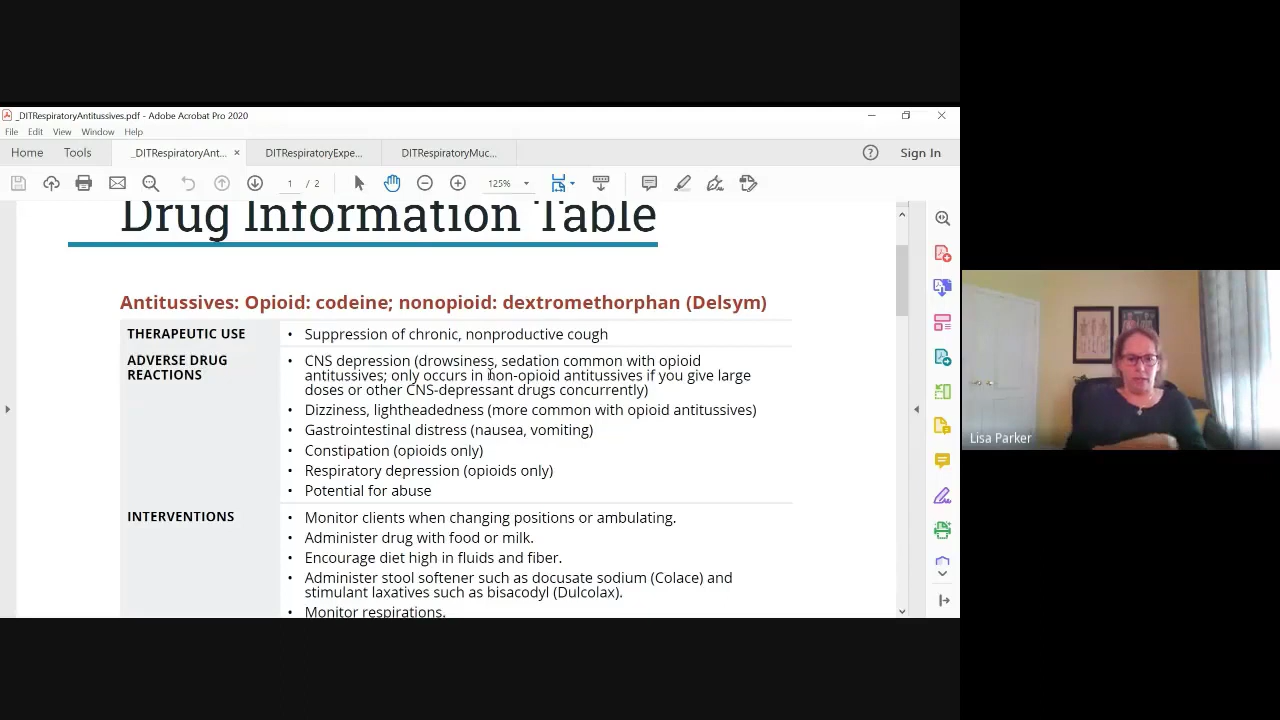 _DITRespiratoryAntitussives.pdf - Adobe Acrobat Pro 2020
File Edit View Window Help
Home Tools _DITRespiratoryAnt... × DITRespiratoryExpe... DITRespiratoryMuc... Sign In
1 / 2 125%
Drug Information Table
Antitussives: Opioid: codeine; nonopioid: dextromethorphan (Delsym)
THERAPEUTIC USE • Suppression of chronic, nonproductive cough
ADVERSE DRUG REACTIONS
• CNS depression (drowsiness, sedation common with opioid
antitussives; only occurs in non-opioid antitussives if you give large
doses or other CNS-depressant drugs concurrently)
• Dizziness, lightheadedness (more common with opioid antitussives)
• Gastrointestinal distress (nausea, vomiting)
• Constipation (opioids only)
• Respiratory depression (opioids only)
• Potential for abuse
INTERVENTIONS • Monitor clients when changing positions or ambulating.
• Administer drug with food or milk.
• Encourage diet high in fluids and fiber.
• Administer stool softener such as docusate sodium (Colace) and
stimulant laxatives such as bisacodyl (Dulcolax).
• Monitor respirations.
Lisa Parker